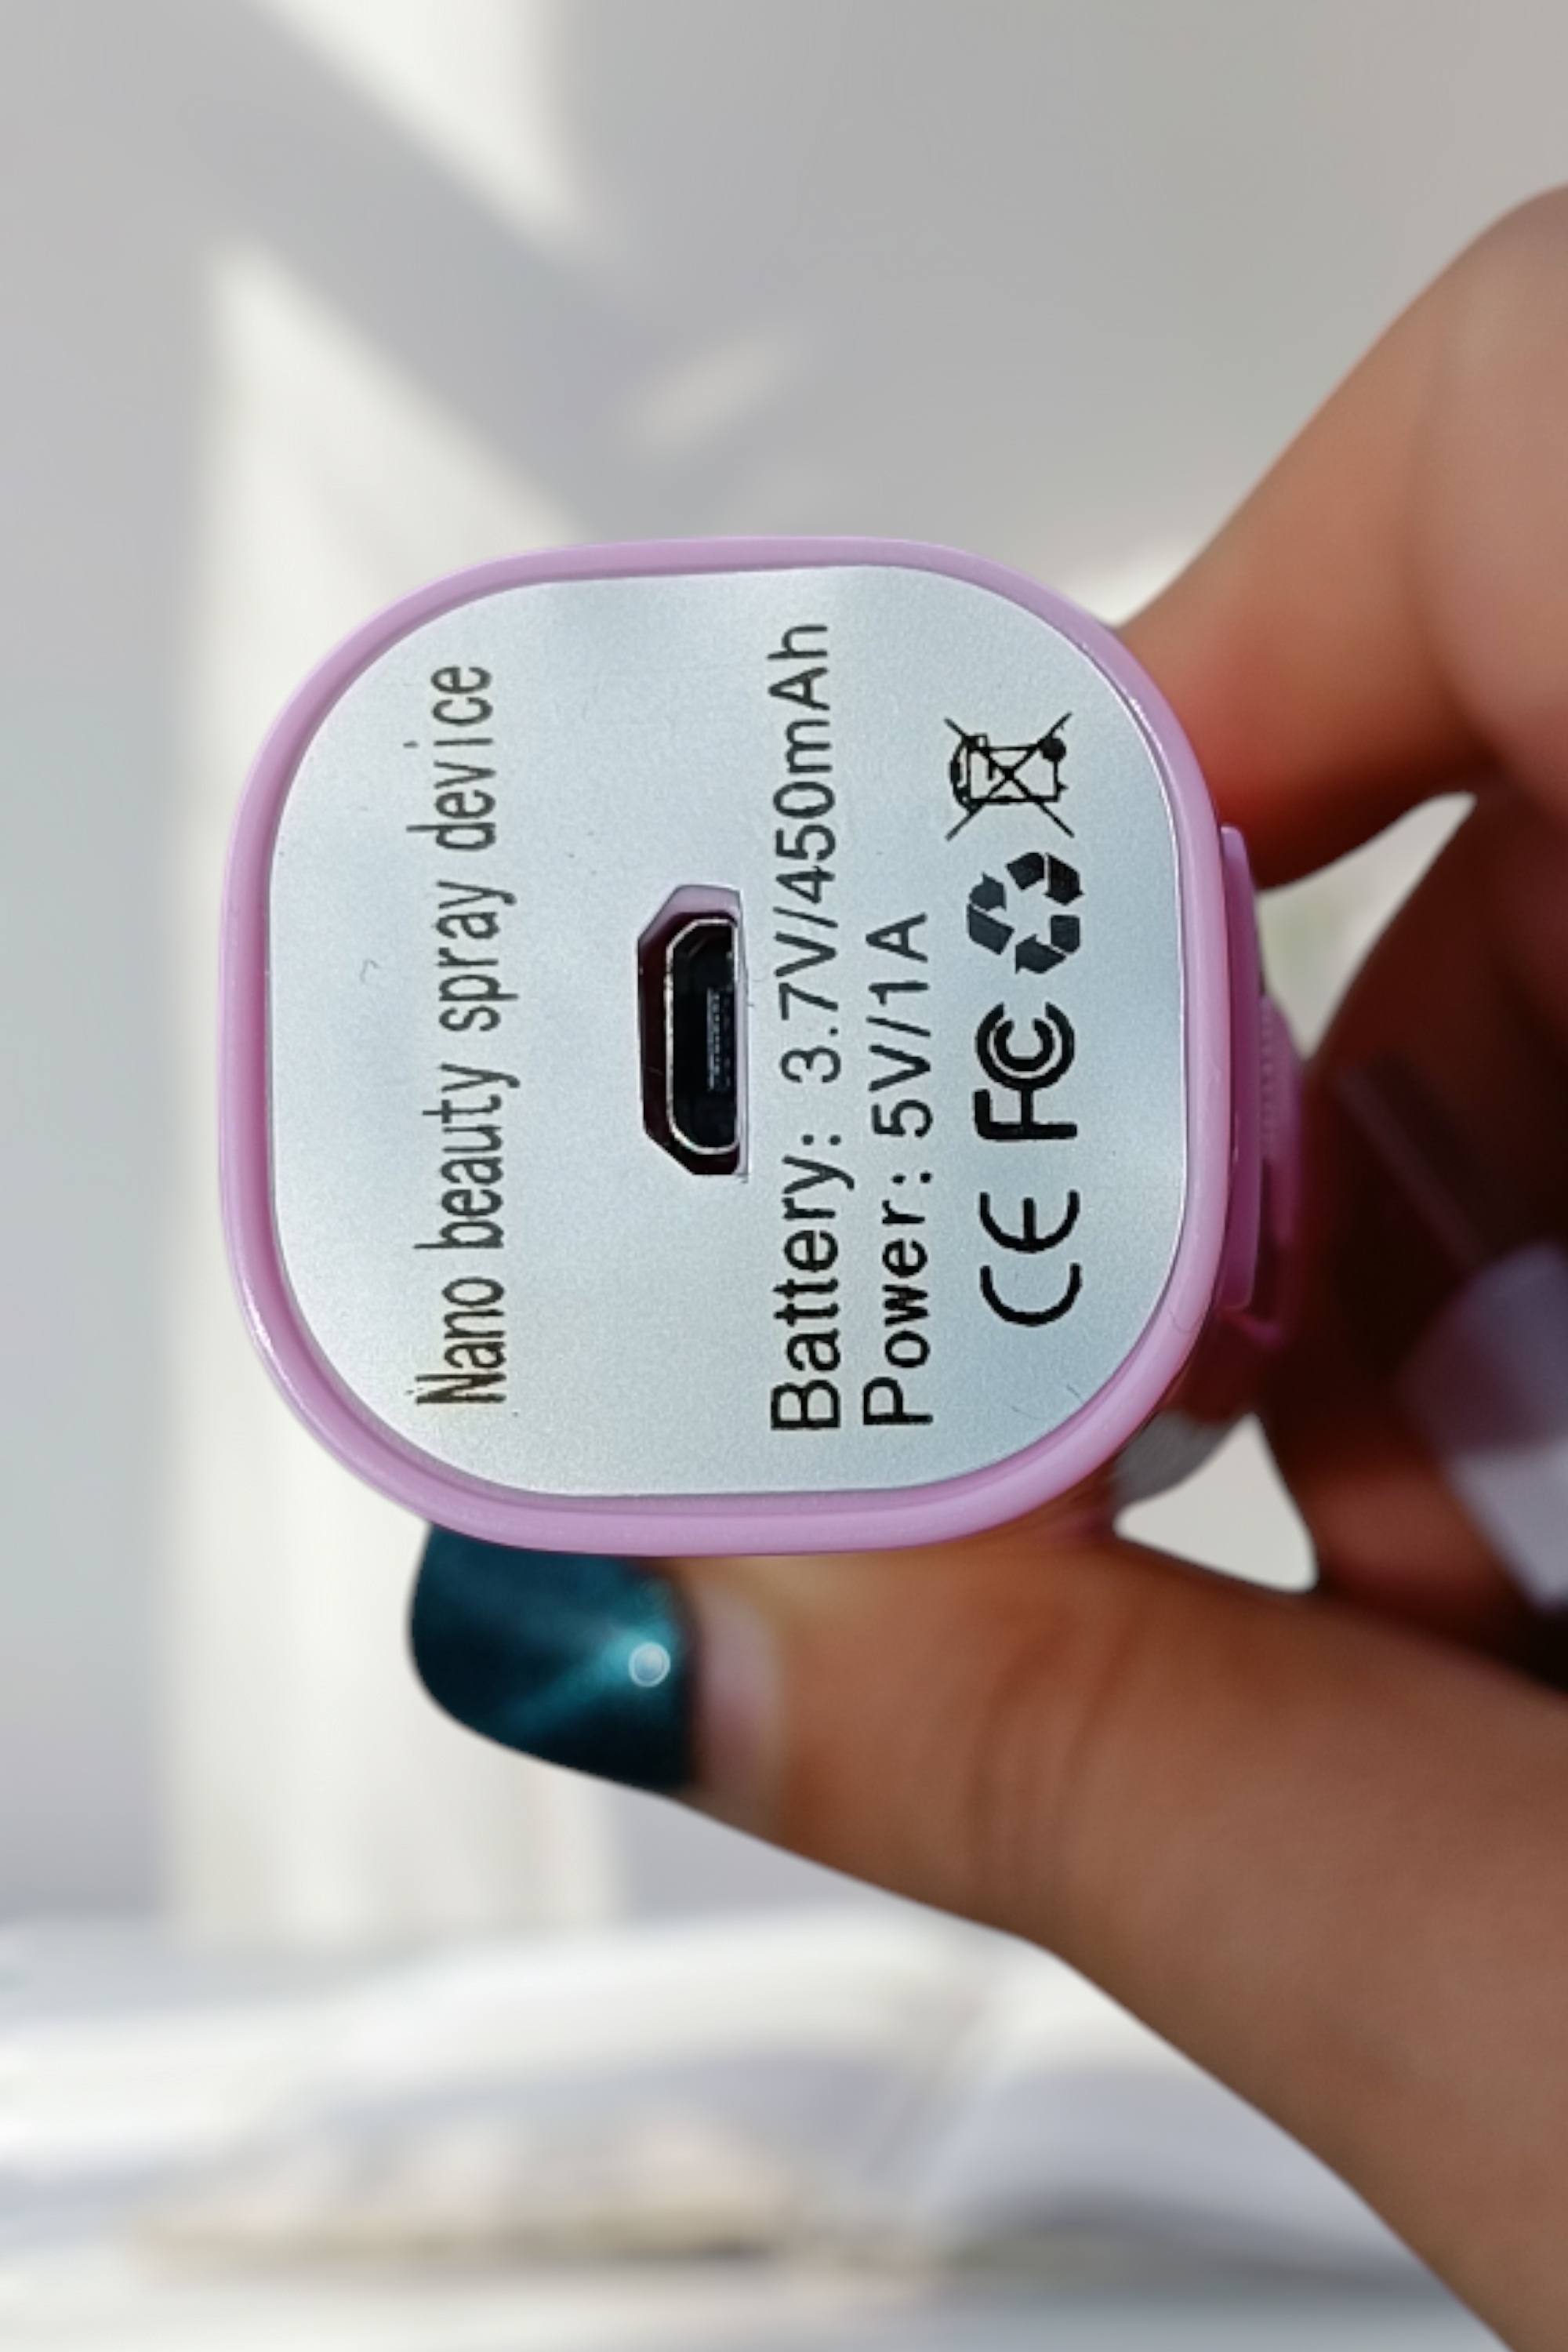 Nano beauty spray device
Battery: 3.7V/450mAh
Power: 5V/1A
CE FC